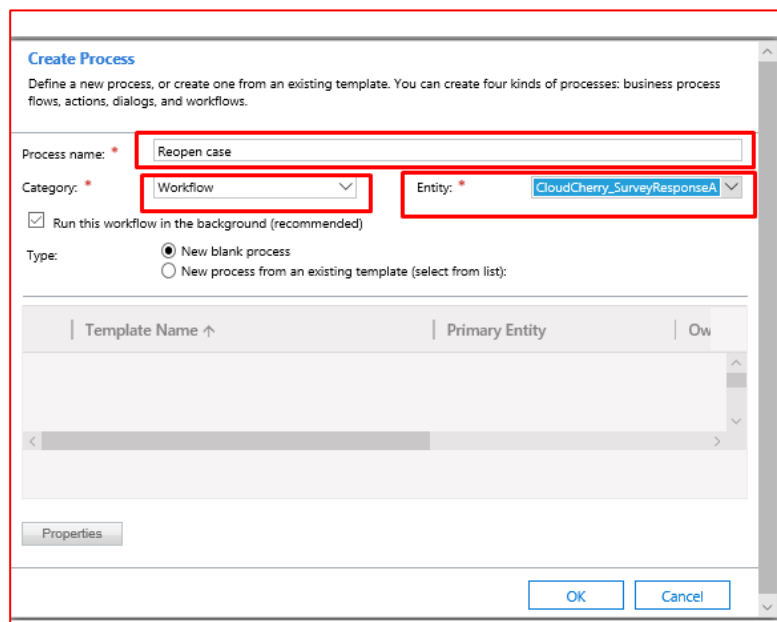 Create Process
Define a new process, or create one from an existing template. You can create four kinds of processes: business process
flows, actions, dialogs, and workflows.
Process name: * Reopen case
Category: * Workflow Entity: * CloudCherry_SurveyResponseA
Run this workflow in the background (recommended)
Type: New blank process
New process from an existing template (select from list):
Template Name ↑ Primary Entity Ow
Properties
OK Cancel